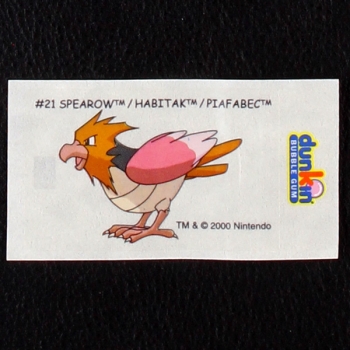 #21 SPEAROW™/HABITAK™/PIAFABEC™
dunkin
BUBBLE GUM
TM & © 2000 Nintendo